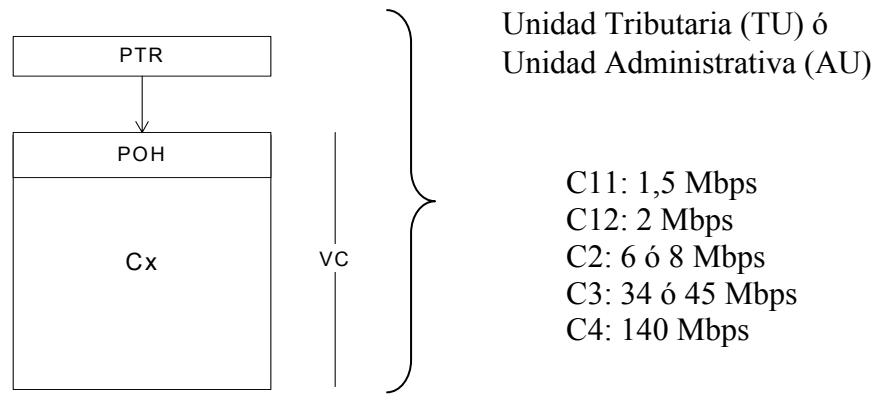 PTR
POH
Cx
VC
Unidad Tributaria (TU) ó
Unidad Administrativa (AU)
C11: 1,5 Mbps
C12: 2 Mbps
C2: 6 ó 8 Mbps
C3: 34 ó 45 Mbps
C4: 140 Mbps